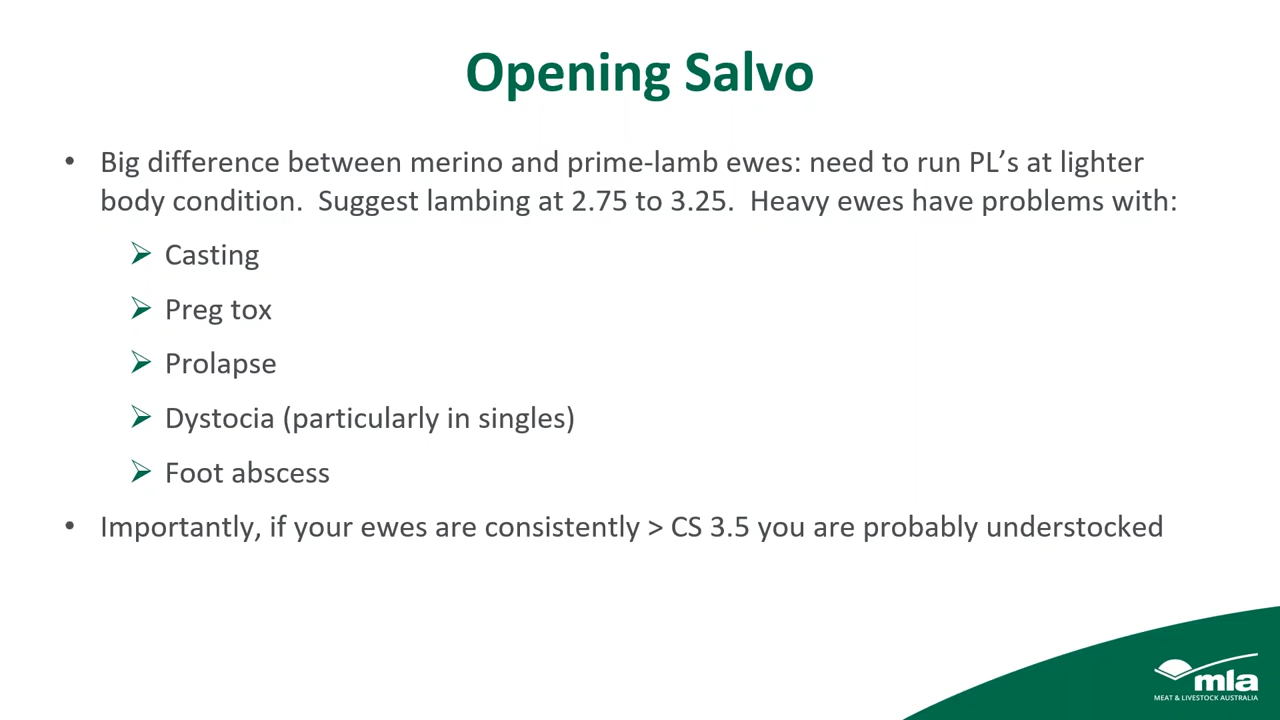 Opening Salvo
• Big difference between merino and prime-lamb ewes: need to run PL’s at lighter
body condition.  Suggest lambing at 2.75 to 3.25.  Heavy ewes have problems with:
➢ Casting
➢ Preg tox
➢ Prolapse
➢ Dystocia (particularly in singles)
➢ Foot abscess
• Importantly, if your ewes are consistently > CS 3.5 you are probably understocked
mla
MEAT & LIVESTOCK AUSTRALIA